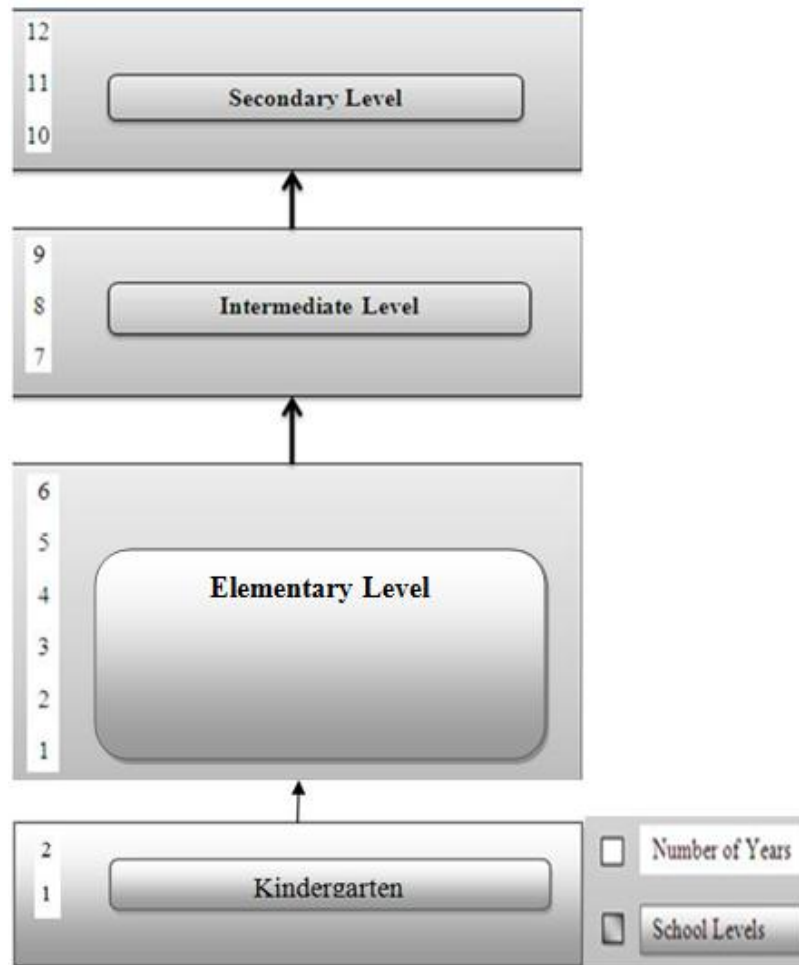 12
11
Secondary Level
10
9
8
Intermediate Level
7
6
5
4
Elementary Level
3
2
1
2
1
Kindergarten
Number of Years
School Levels